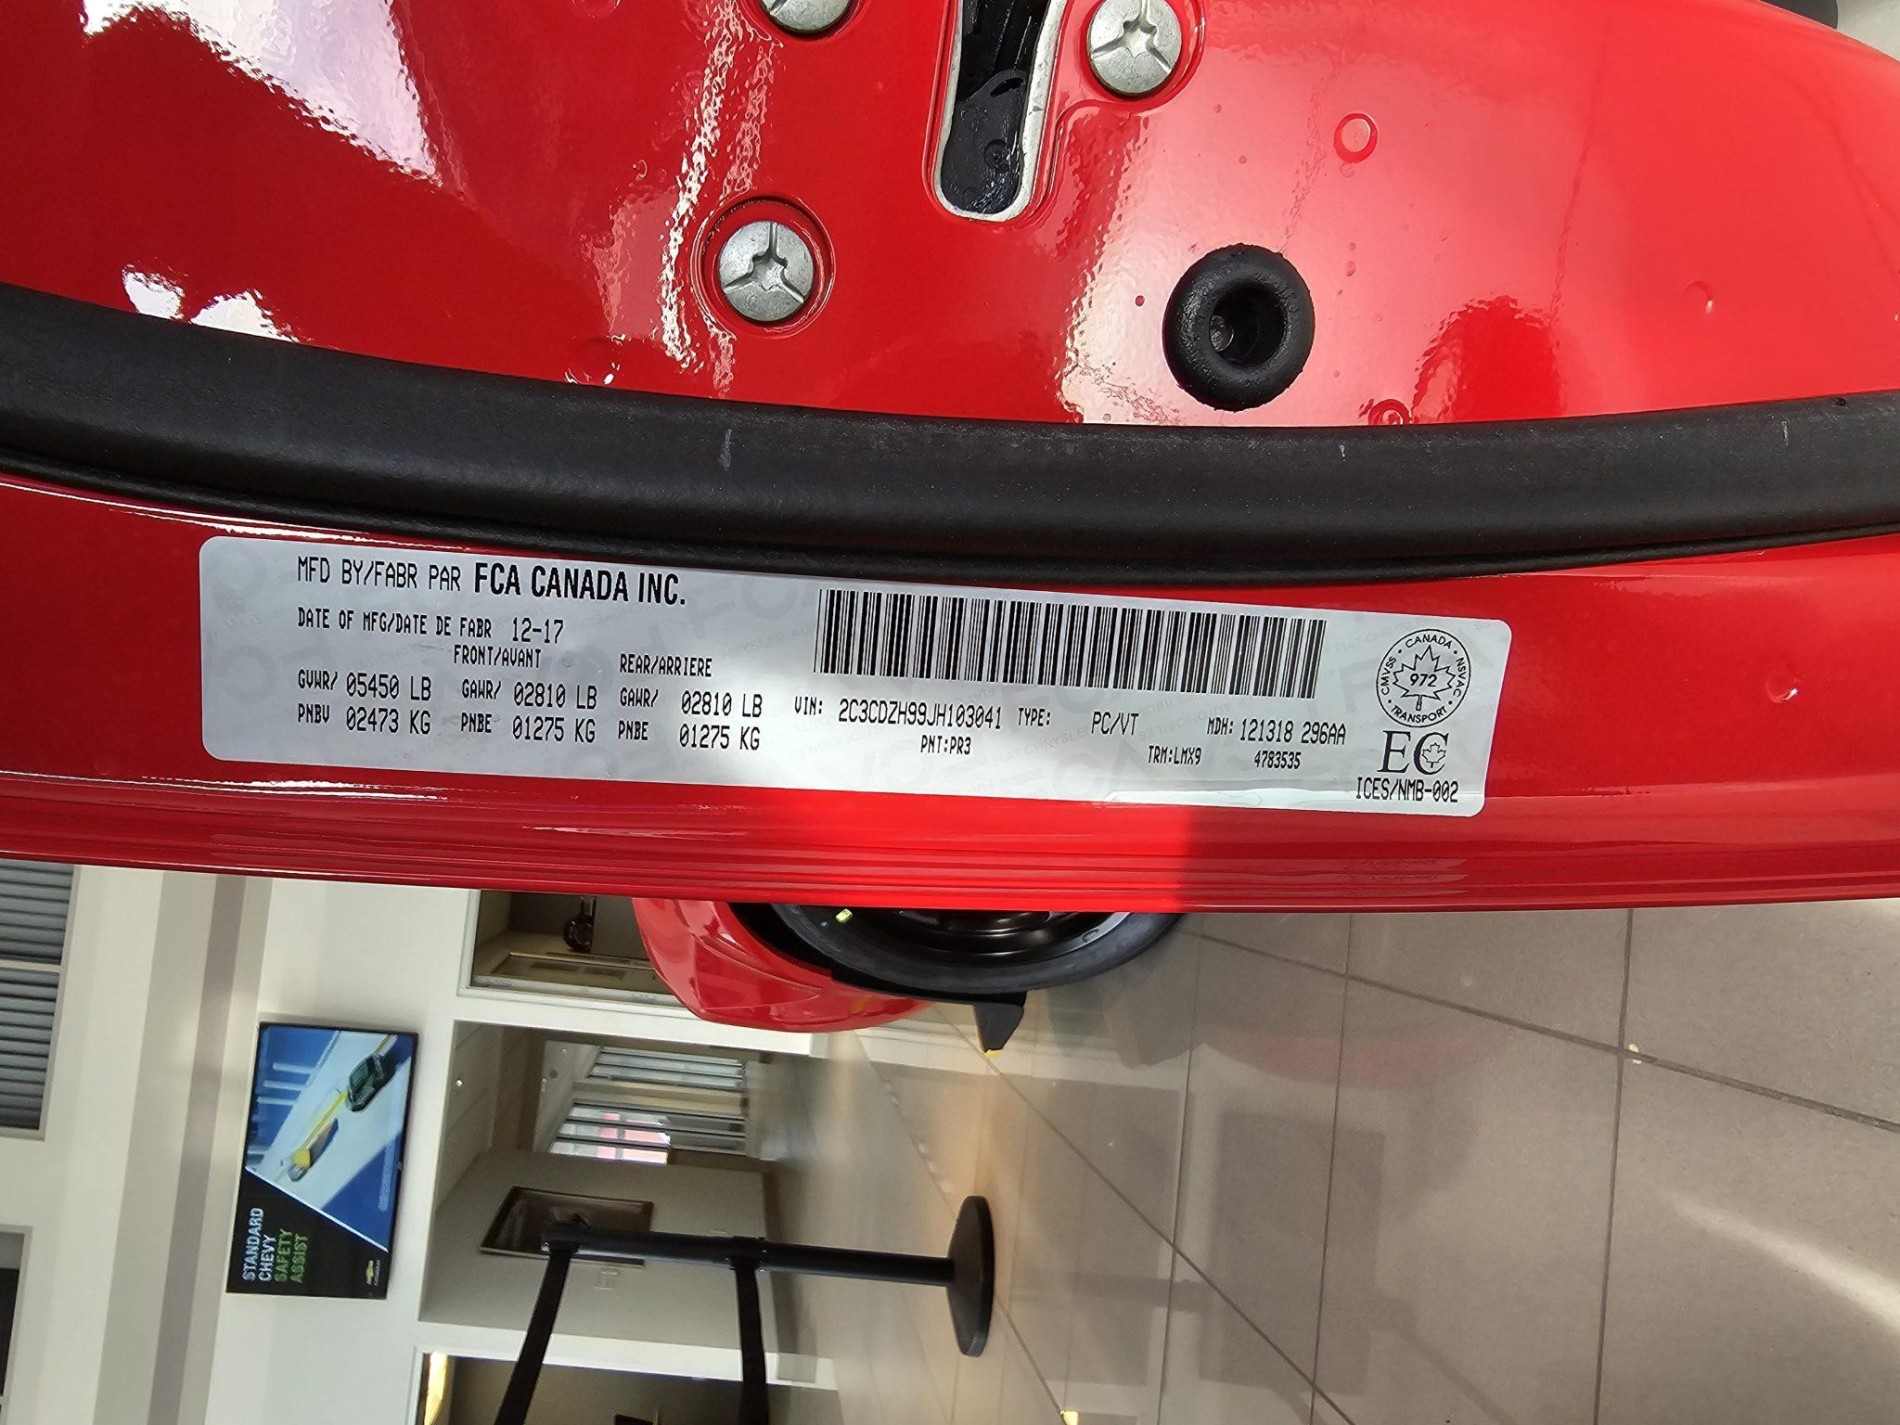 MFD BY/FABR PAR FCA CANADA INC.
DATE OF MFG/DATE DE FABR 12-17
FRONT/AVANT
REAR/ARRIERE
GVWR/ 05450 LB GAWR/ 02810 LB GAWR/ 02810 LB
PNBV 02473 KG PNBE 01275 KG PNBE 01275 KG
VIN: 2C3CDZH99JH103041 TYPE: PC/VT MDH: 121318 296AA
PNT:PR3 TRM:LMX9 4783535
CANADA
CMVSS NSVAC
972
TRANSPORT
EC
ICES/NMB-002
STANDARD
CHEVY
SAFETY
ASSIST